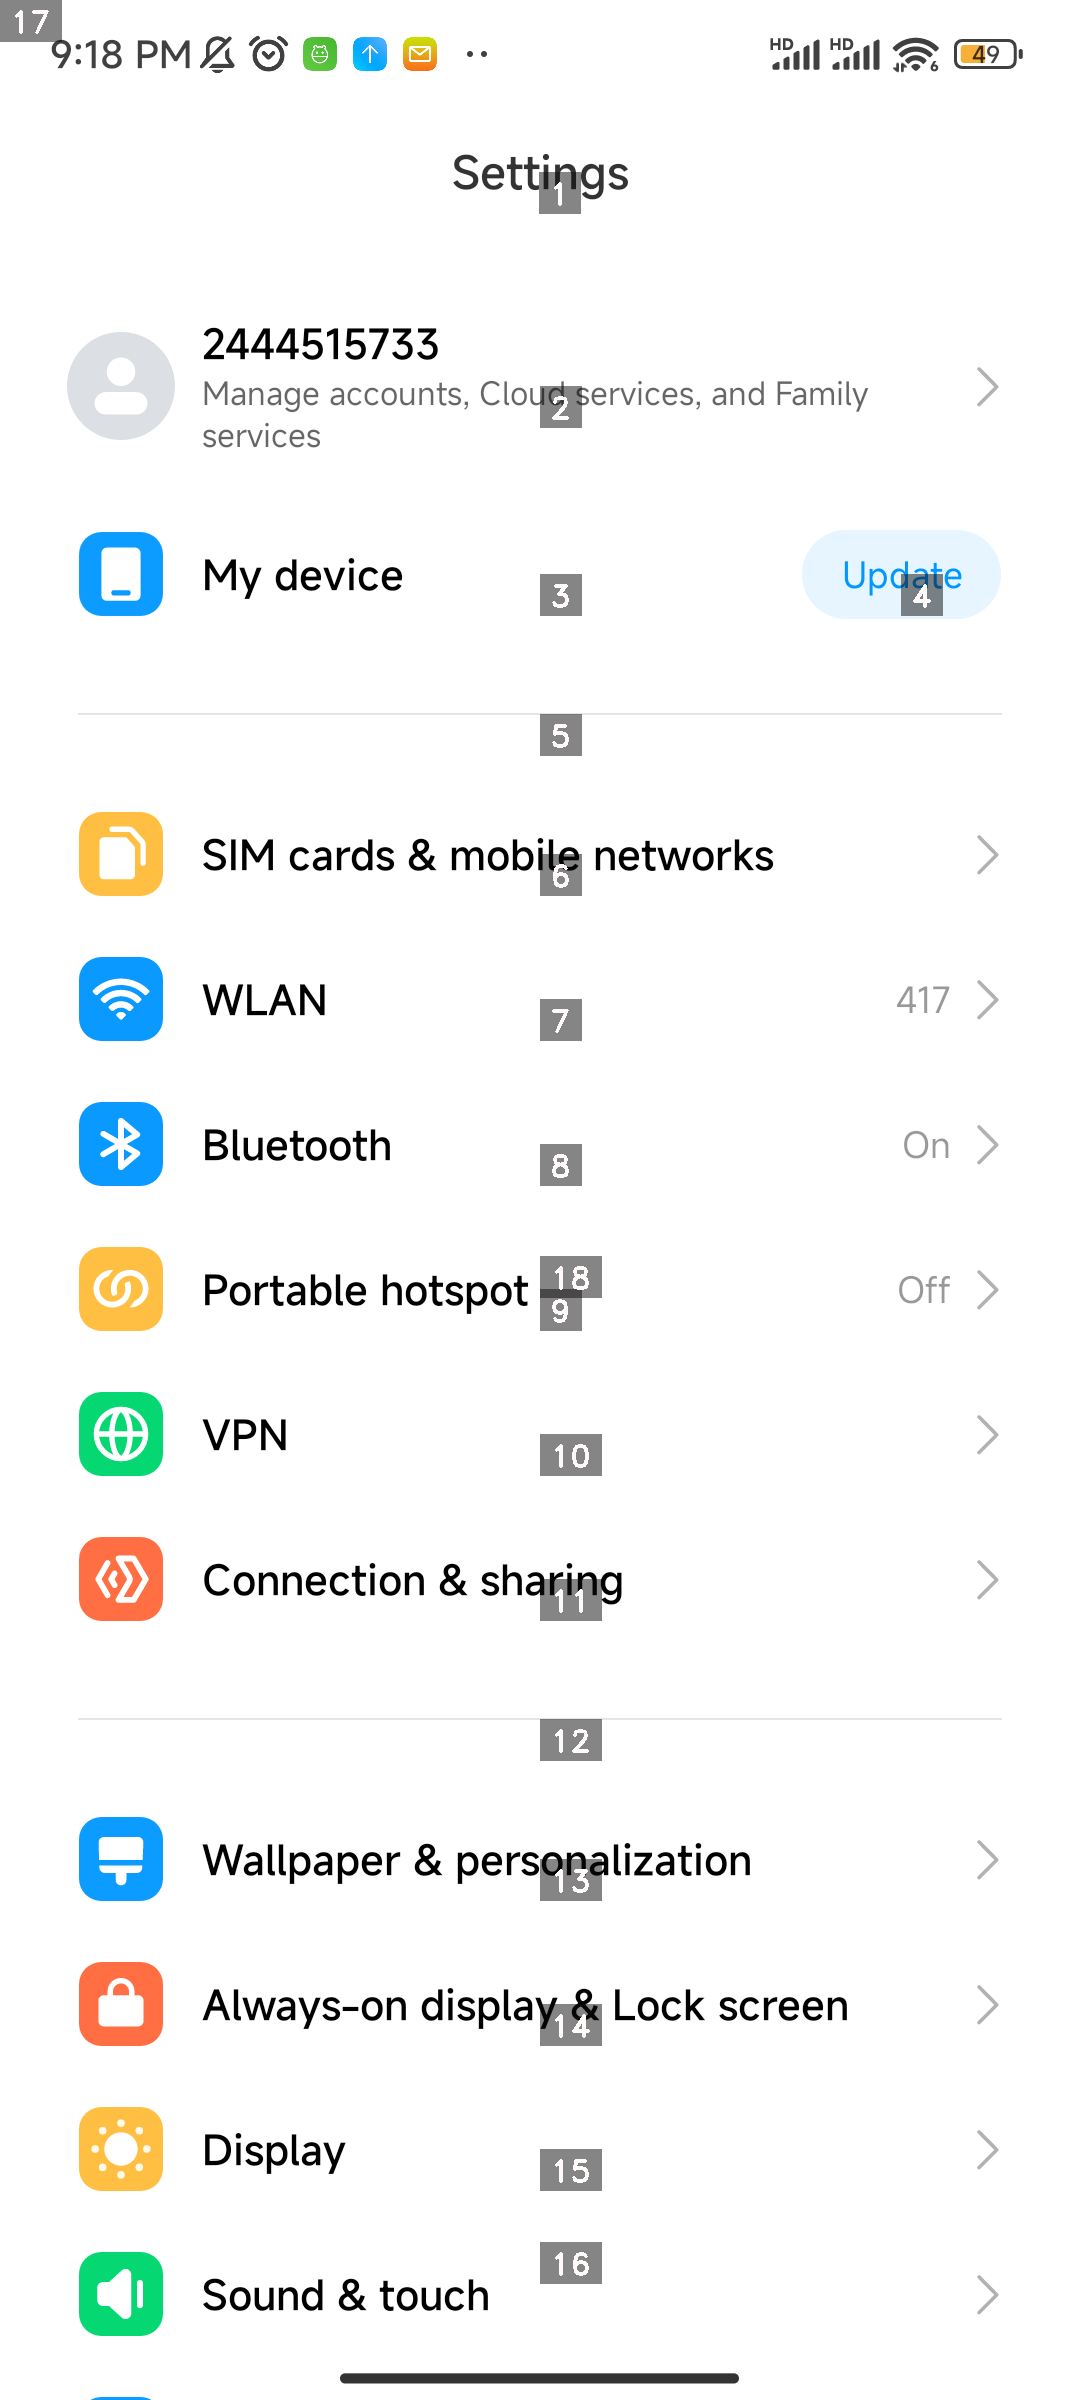 17
9:18 PM
HD HD 6 49
Settings
1
2444515733
Manage accounts, Cloud services, and Family
services
2
My device
3
Update
4
5
SIM cards & mobile networks
6
WLAN
7
417
Bluetooth
8
On
Portable hotspot
18
9
Off
VPN
10
Connection & sharing
11
12
Wallpaper & personalization
13
Always-on display & Lock screen
14
Display
15
16
Sound & touch